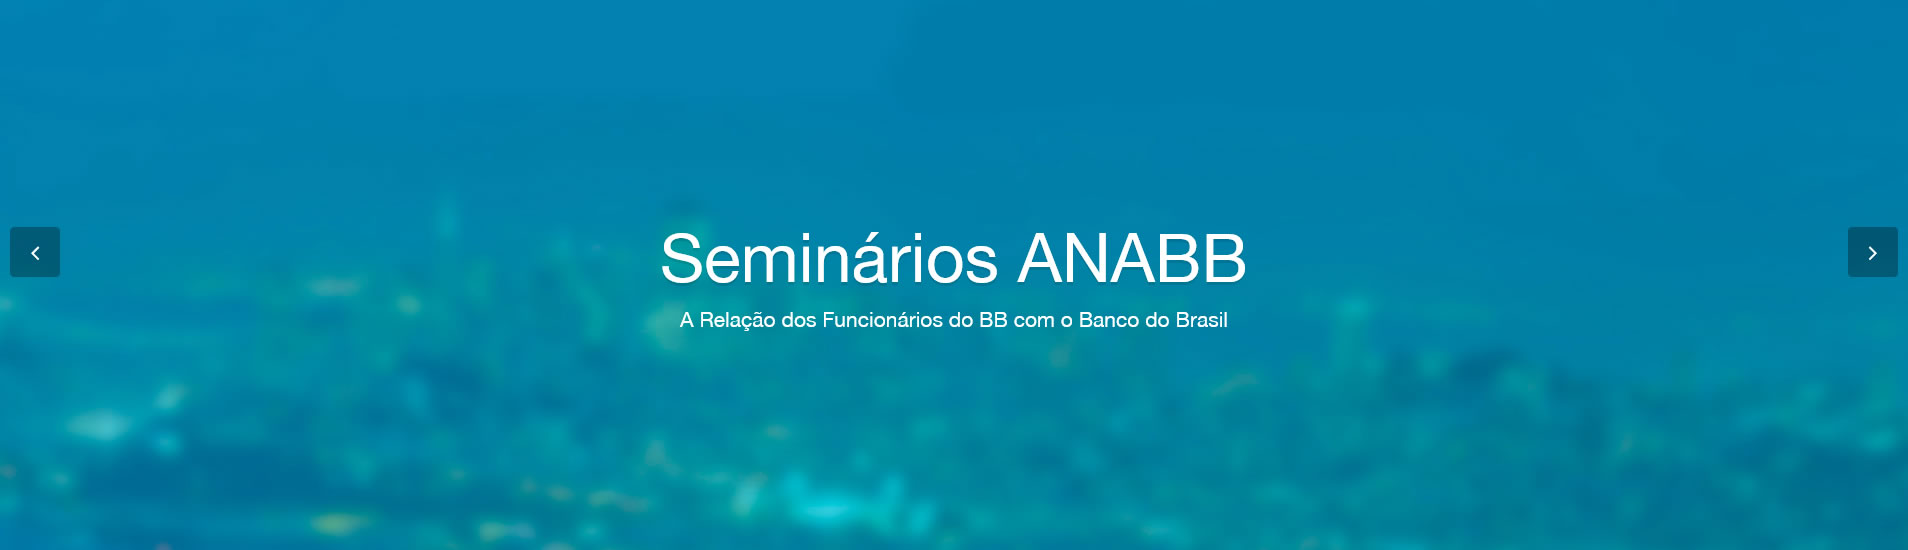 Seminários ANABB
A Relação dos Funcionários do BB com o Banco do Brasil